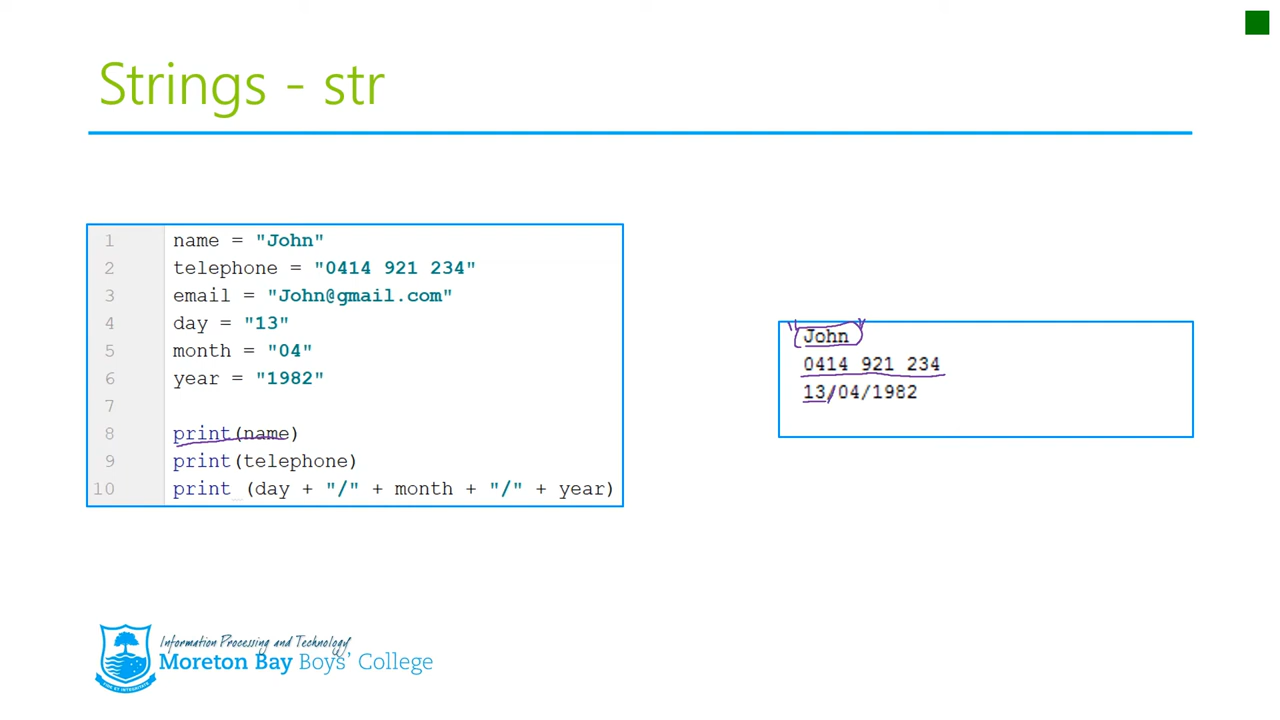 Strings - str
1 name = "John"
2 telephone = "0414 921 234"
3 email = "John@gmail.com"
4 day = "13"
5 month = "04"
6 year = "1982"
7
8 print(name)
9 print(telephone)
10 print (day + "/" + month + "/" + year)
"John"
0414 921 234
13/04/1982
Information Processing and Technology
Moreton Bay Boys' College